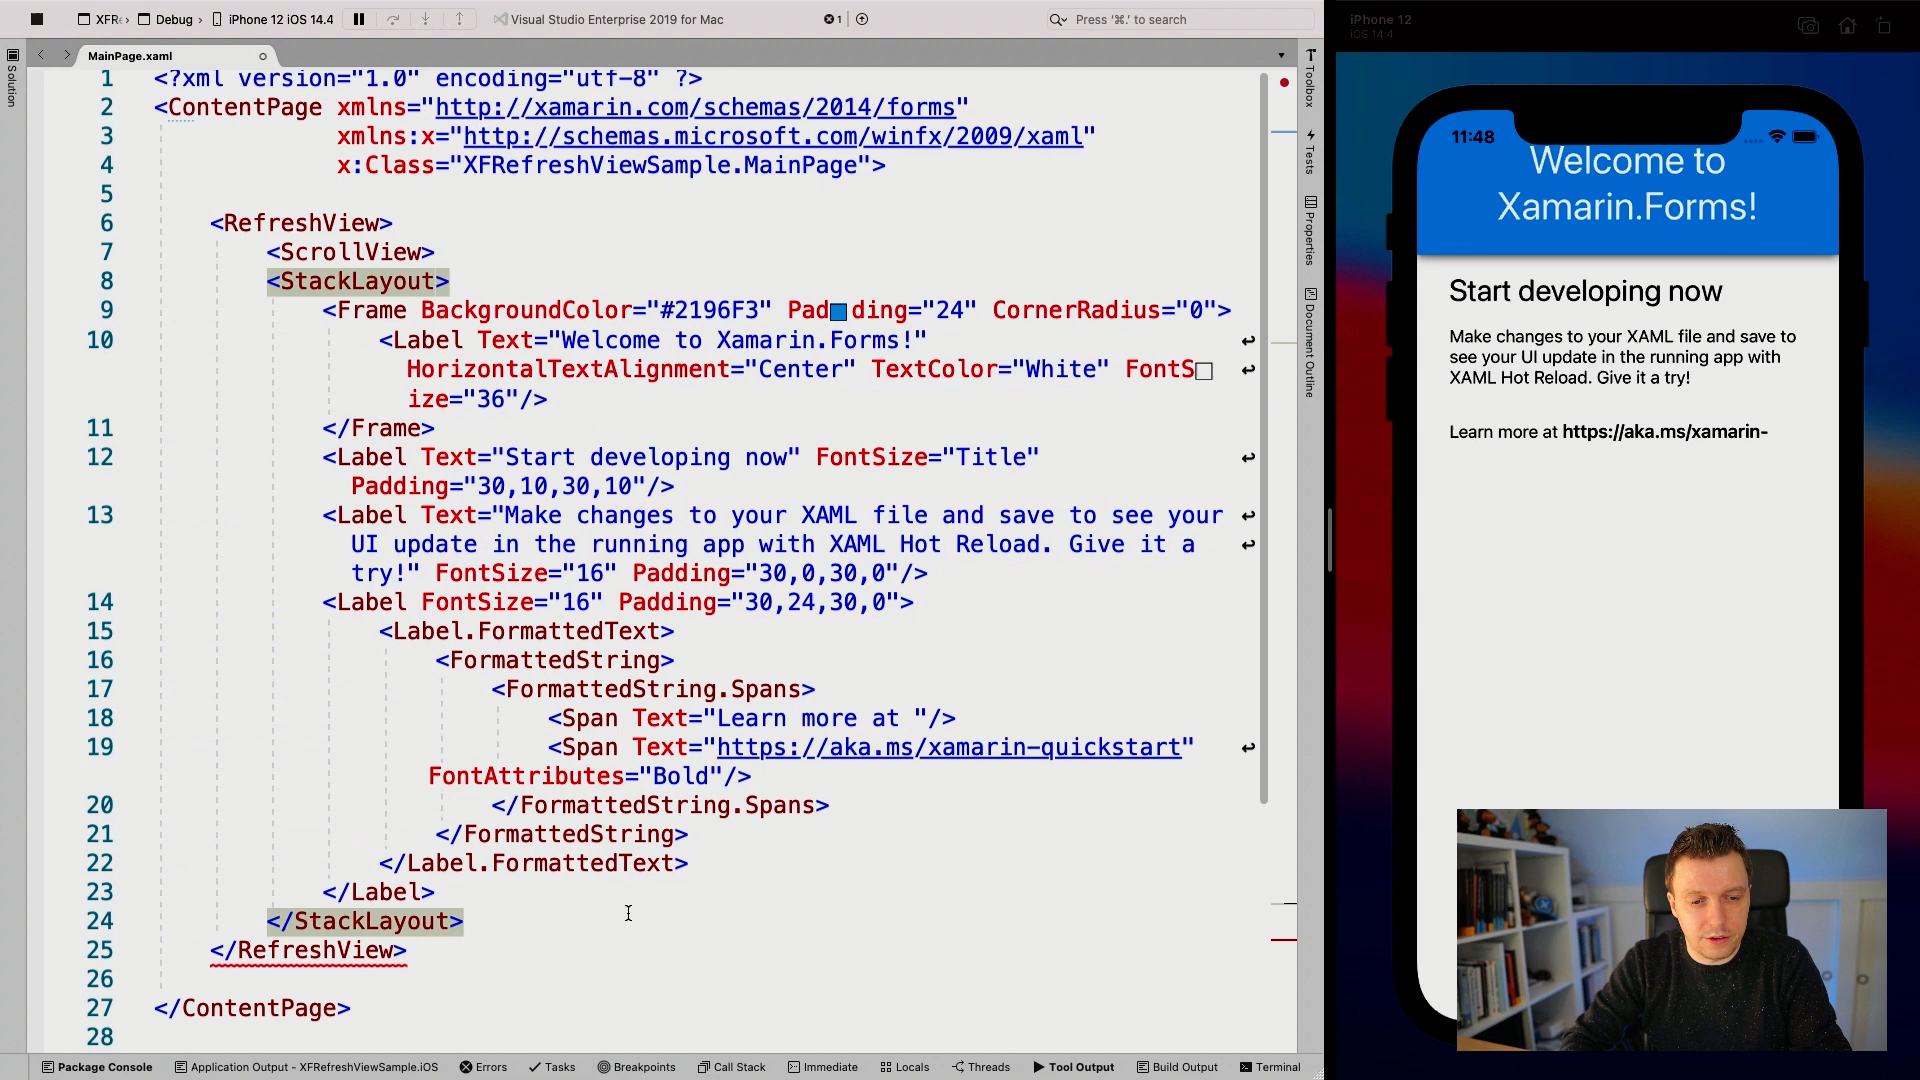 XFR
Debug
iPhone 12 iOS 14.4
Visual Studio Enterprise 2019 for Mac
1
Press '⌘.' to search
Solution
MainPage.xaml
1 <?xml version="1.0" encoding="utf-8" ?>
2 <ContentPage xmlns="http://xamarin.com/schemas/2014/forms"
3 xmlns:x="http://schemas.microsoft.com/winfx/2009/xaml"
4 x:Class="XFRefreshViewSample.MainPage">
5
6 <RefreshView>
7 <ScrollView>
8 <StackLayout>
9 <Frame BackgroundColor="#2196F3" Padding="24" CornerRadius="0">
10 <Label Text="Welcome to Xamarin.Forms!"
HorizontalTextAlignment="Center" TextColor="White" FontS
ize="36"/>
11 </Frame>
12 <Label Text="Start developing now" FontSize="Title"
Padding="30,10,30,10"/>
13 <Label Text="Make changes to your XAML file and save to see your
UI update in the running app with XAML Hot Reload. Give it a
try!" FontSize="16" Padding="30,0,30,0"/>
14 <Label FontSize="16" Padding="30,24,30,0">
15 <Label.FormattedText>
16 <FormattedString>
17 <FormattedString.Spans>
18 <Span Text="Learn more at "/>
19 <Span Text="https://aka.ms/xamarin-quickstart"
FontAttributes="Bold"/>
20 </FormattedString.Spans>
21 </FormattedString>
22 </Label.FormattedText>
23 </Label>
24 </StackLayout>
25 </RefreshView>
26
27 </ContentPage>
28
Toolbox
Tests
Properties
Document Outline
Package Console
Application Output - XFRefreshViewSample.iOS
Errors
Tasks
Breakpoints
Call Stack
Immediate
Locals
Threads
Tool Output
Build Output
Terminal
iPhone 12
iOS 14.4
11:48
Welcome to
Xamarin.Forms!
Start developing now
Make changes to your XAML file and save to
see your UI update in the running app with
XAML Hot Reload. Give it a try!
Learn more at https://aka.ms/xamarin-